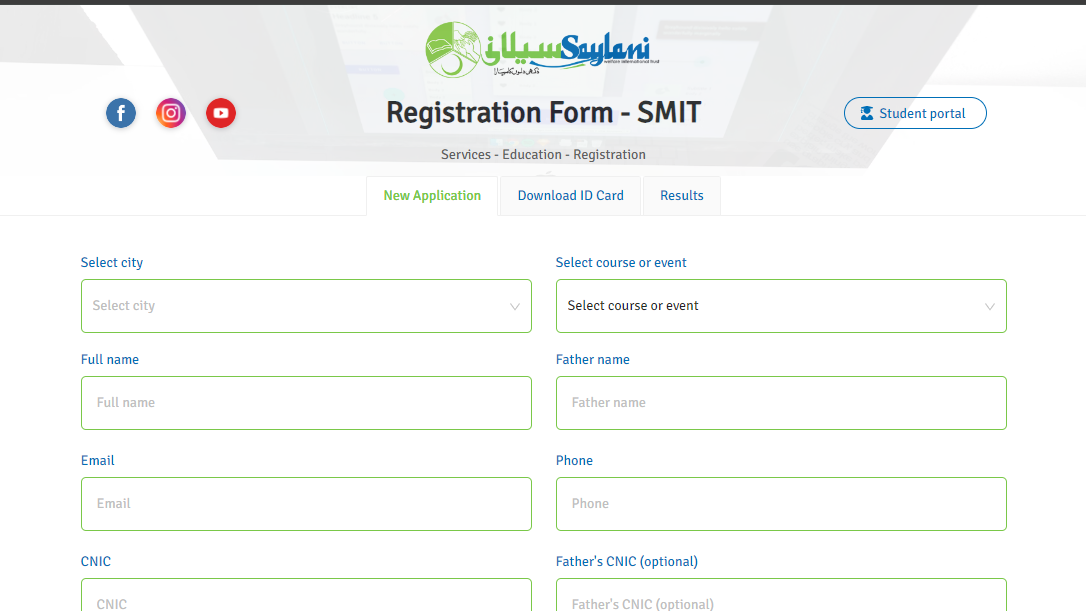 سیلانی Saylani
welfare international trust
Registration Form - SMIT
Student portal
Services - Education - Registration
New Application Download ID Card Results
Select city Select course or event
Select city Select course or event
Full name Father name
Full name Father name
Email Phone
Email Phone
CNIC Father's CNIC (optional)
CNIC Father's CNIC (optional)